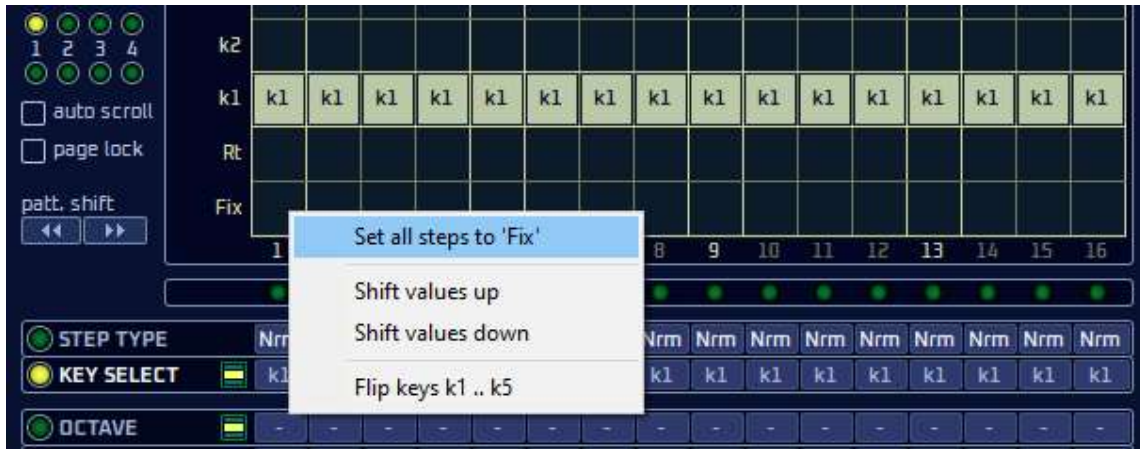 1 2 3 4
k2
k1 k1 k1 k1 k1 k1 k1 k1 k1 k1 k1 k1 k1 k1 k1 k1 k1
auto scroll
page lock
Rt
patt. shift
Fix
Set all steps to 'Fix'
1 8 9 10 11 12 13 14 15 16
Shift values up
Shift values down
STEP TYPE Nrm Nrm Nrm Nrm Nrm Nrm Nrm Nrm Nrm
KEY SELECT k1 k1 k1 k1 k1 k1 k1 k1 k1 k1
Flip keys k1 .. k5
OCTAVE - - - - - - - - - - - - - - - -